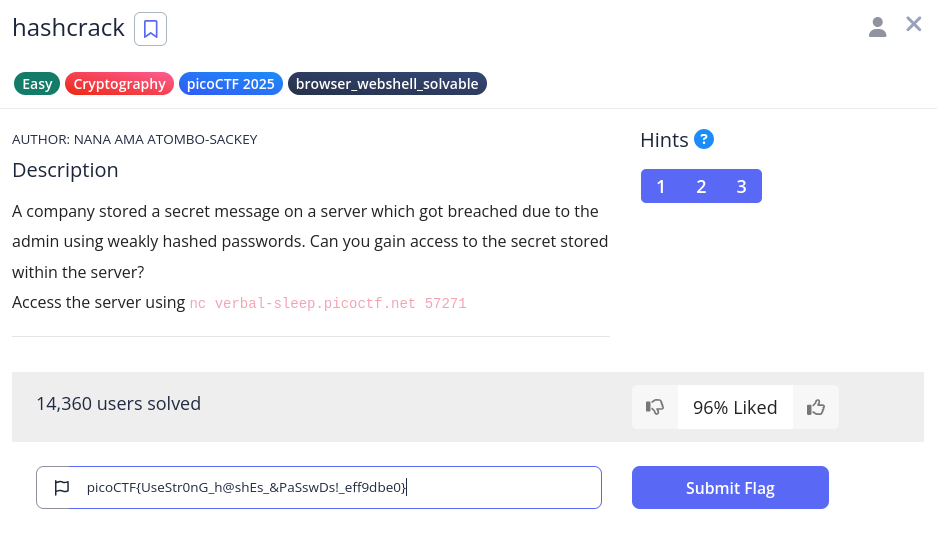 hashcrack
Easy Cryptography picoCTF 2025 browser_webshell_solvable
AUTHOR: NANA AMA ATOMBO-SACKEY
Description
A company stored a secret message on a server which got breached due to the
admin using weakly hashed passwords. Can you gain access to the secret stored
within the server?
Access the server using nc verbal-sleep.picoctf.net 57271
Hints ?
1 2 3
14,360 users solved
96% Liked
picoCTF{UseStr0nG_h@shEs_&PaSswDs!_eff9dbe0}
Submit Flag